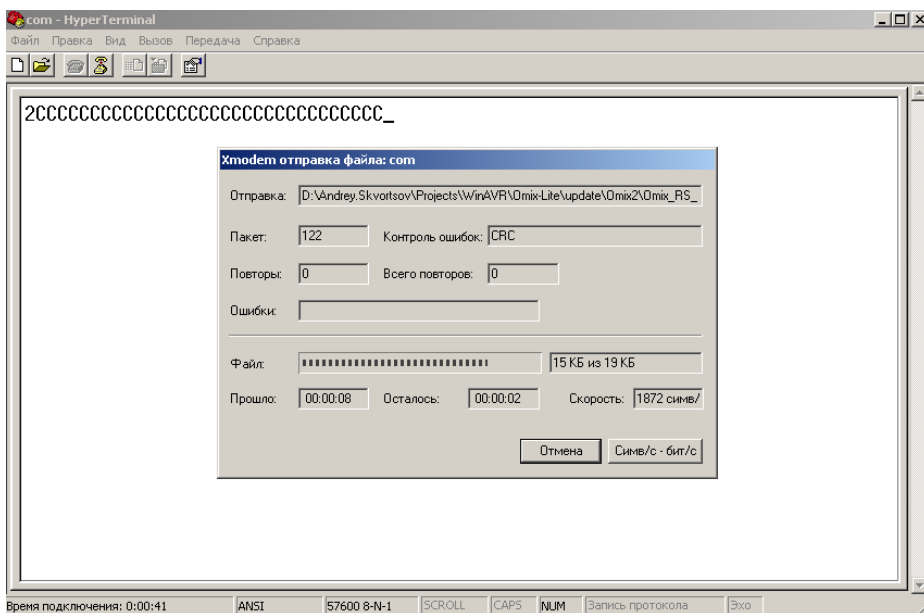 com - HyperTerminal
Файл Правка Вид Вызов Передача Справка
2CCCCCCCCCCCCCCCCCCCCCCCCCCCCCCCC_
Xmodem отправка файла: com
Отправка: D:\Andrey.Skvortsov\Projects\WinAVR\Omix-Lite\update\Omix2\Omix_RS_
Пакет: 122 Контроль ошибок: CRC
Повторы: 0 Всего повторов: 0
Ошибки:
Файл: 15 КБ из 19 КБ
Прошло: 00:00:08 Осталось: 00:00:02 Скорость: 1872 симв/
Отмена Симв/с - бит/с
Время подключения: 0:00:41 ANSI 57600 8-N-1 SCROLL CAPS NUM Запись протокола Эхо